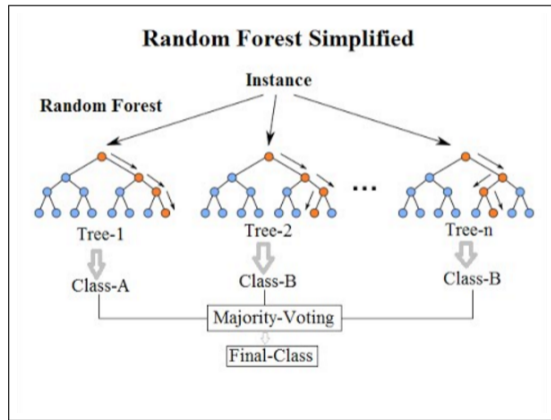 Random Forest Simplified
Instance
Random Forest
...
Tree-1 Tree-2 Tree-n
Class-A Class-B Class-B
Majority-Voting
Final-Class